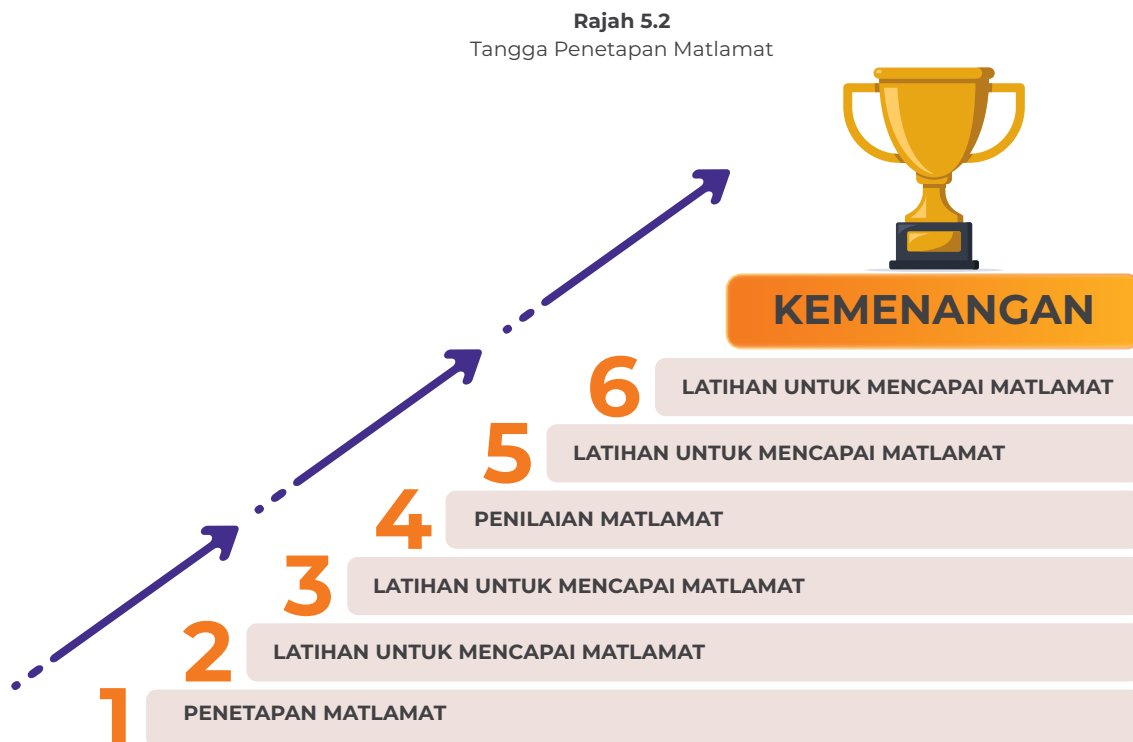 Rajah 5.2
Tangga Penetapan Matlamat
KEMENANGAN
6 LATIHAN UNTUK MENCAPAI MATLAMAT
5 LATIHAN UNTUK MENCAPAI MATLAMAT
4 PENILAIAN MATLAMAT
3 LATIHAN UNTUK MENCAPAI MATLAMAT
2 LATIHAN UNTUK MENCAPAI MATLAMAT
1 PENETAPAN MATLAMAT